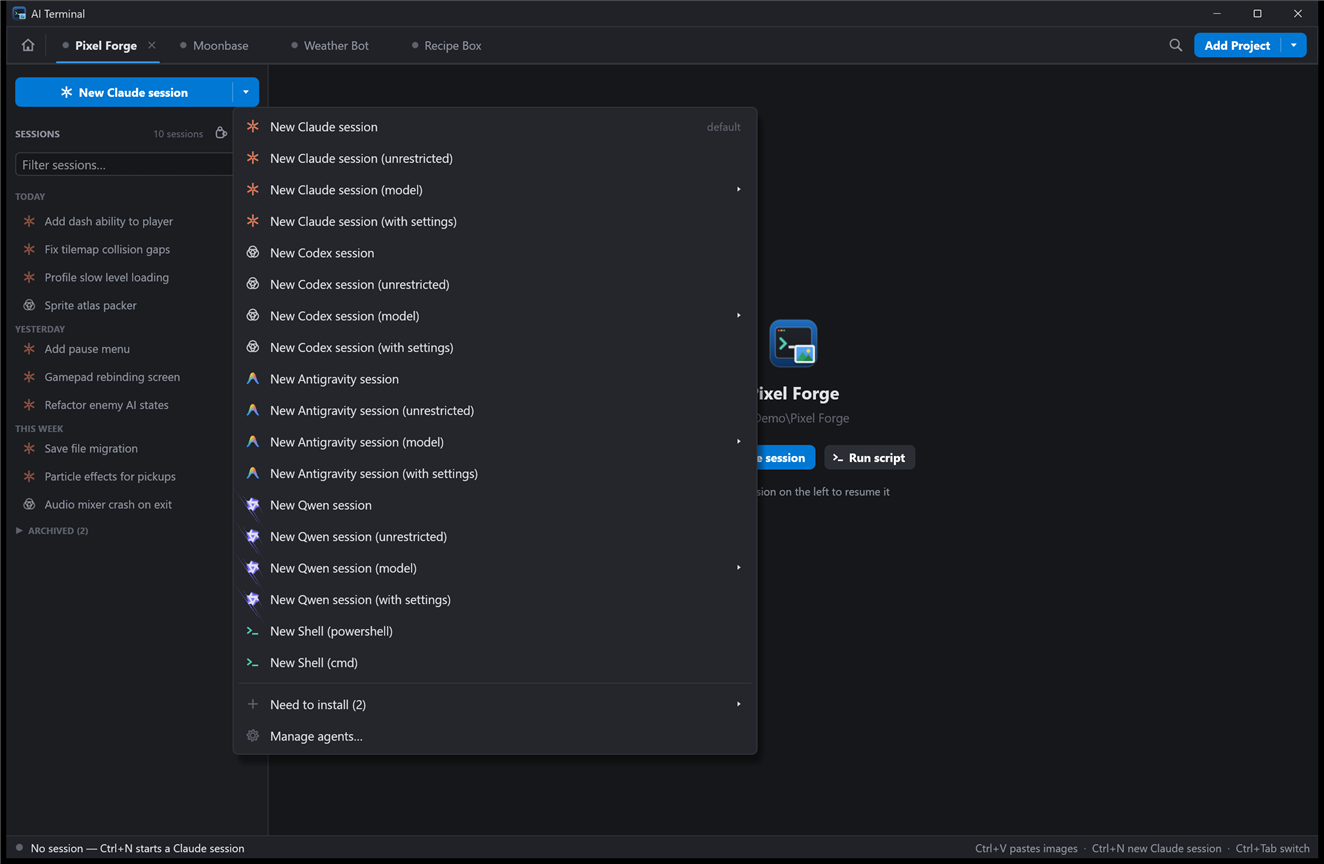 AI Terminal
Pixel Forge
Moonbase
Weather Bot
Recipe Box
Add Project
New Claude session
SESSIONS
10 sessions
Filter sessions...
TODAY
Add dash ability to player
Fix tilemap collision gaps
Profile slow level loading
Sprite atlas packer
YESTERDAY
Add pause menu
Gamepad rebinding screen
Refactor enemy AI states
THIS WEEK
Save file migration
Particle effects for pickups
Audio mixer crash on exit
ARCHIVED (2)
New Claude session default
New Claude session (unrestricted)
New Claude session (model)
New Claude session (with settings)
New Codex session
New Codex session (unrestricted)
New Codex session (model)
New Codex session (with settings)
New Antigravity session
New Antigravity session (unrestricted)
New Antigravity session (model)
New Antigravity session (with settings)
New Qwen session
New Qwen session (unrestricted)
New Qwen session (model)
New Qwen session (with settings)
New Shell (powershell)
New Shell (cmd)
Need to install (2)
Manage agents...
ixel Forge
Demo\Pixel Forge
e session
>_ Run script
sion on the left to resume it
No session — Ctrl+N starts a Claude session
Ctrl+V pastes images · Ctrl+N new Claude session · Ctrl+Tab switch